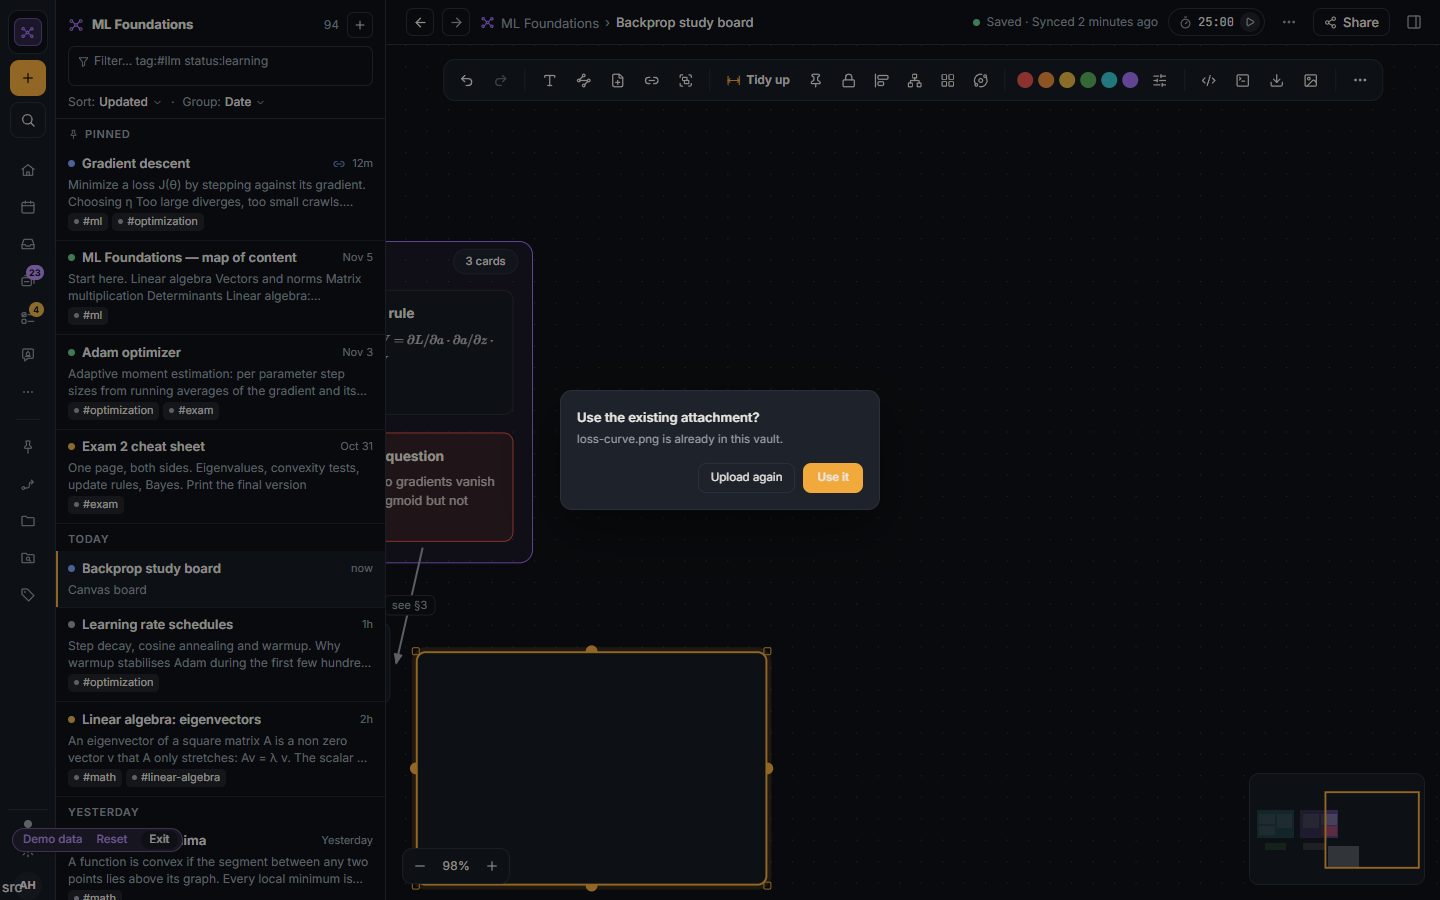 ML Foundations 94
Filter... tag:#llm status:learning
Sort: Updated · Group: Date
PINNED
Gradient descent 12m
Minimize a loss J(θ) by stepping against its gradient.
Choosing η Too large diverges, too small crawls....
#ml #optimization
ML Foundations — map of content Nov 5
Start here. Linear algebra Vectors and norms Matrix
multiplication Determinants Linear algebra:...
#ml
23
4
Adam optimizer Nov 3
Adaptive moment estimation: per parameter step
sizes from running averages of the gradient and its...
#optimization #exam
Exam 2 cheat sheet Oct 31
One page, both sides. Eigenvalues, convexity tests,
update rules, Bayes. Print the final version
#exam
TODAY
Backprop study board now
Canvas board
Learning rate schedules 1h
Step decay, cosine annealing and warmup. Why
warmup stabilises Adam during the first few hundre...
#optimization
Linear algebra: eigenvectors 2h
An eigenvector of a square matrix A is a non zero
vector v that A only stretches: Av = λ v. The scalar ...
#math #linear-algebra
YESTERDAY
Demo data Reset Exit
ima Yesterday
A function is convex if the segment between any two
points lies above its graph. Every local minimum is...
#math
src
AH
ML Foundations › Backprop study board
Saved · Synced 2 minutes ago
25:00
Share
Tidy up
3 cards
rule
= ∂L/∂a · ∂a/∂z ·
question
o gradients vanish
gmoid but not
see §3
Use the existing attachment?
loss-curve.png is already in this vault.
Upload again
Use it
98%